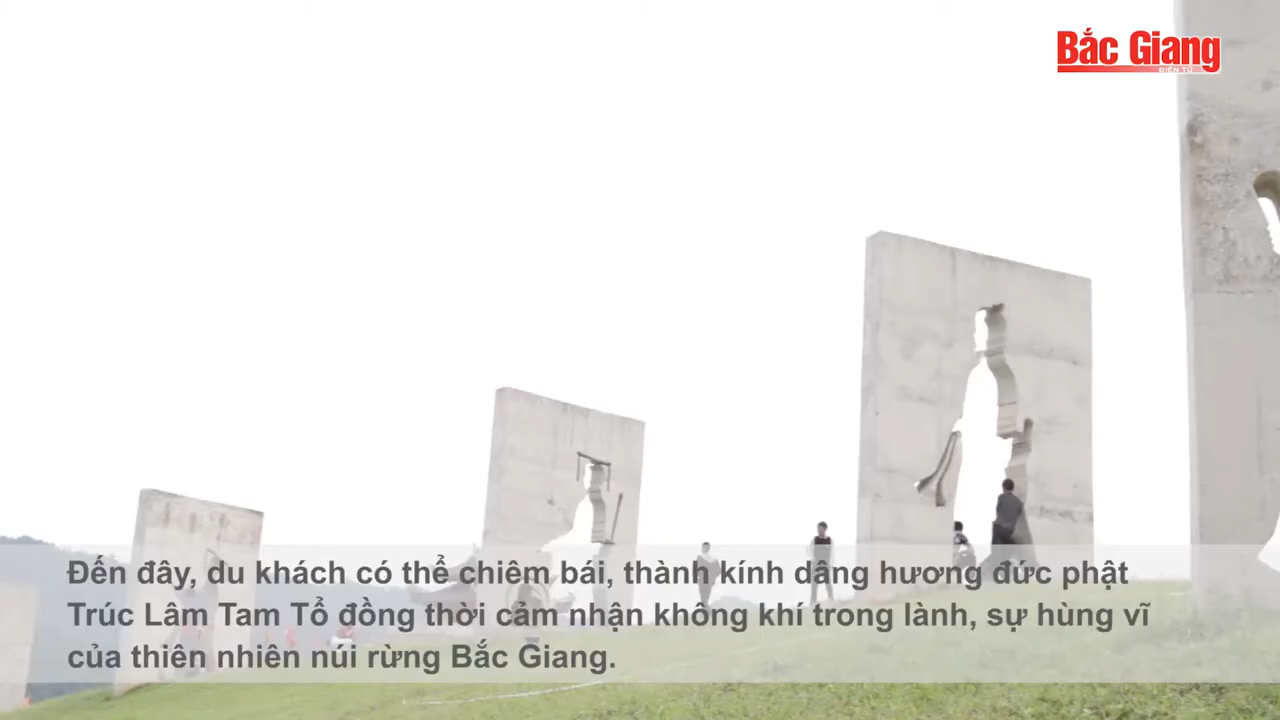 Bắc Giang
ĐIỆN TỬ
Đến đây, du khách có thể chiêm bái, thành kính dâng hương đức phật
Trúc Lâm Tam Tổ đồng thời cảm nhận không khí trong lành, sự hùng vĩ
của thiên nhiên núi rừng Bắc Giang.